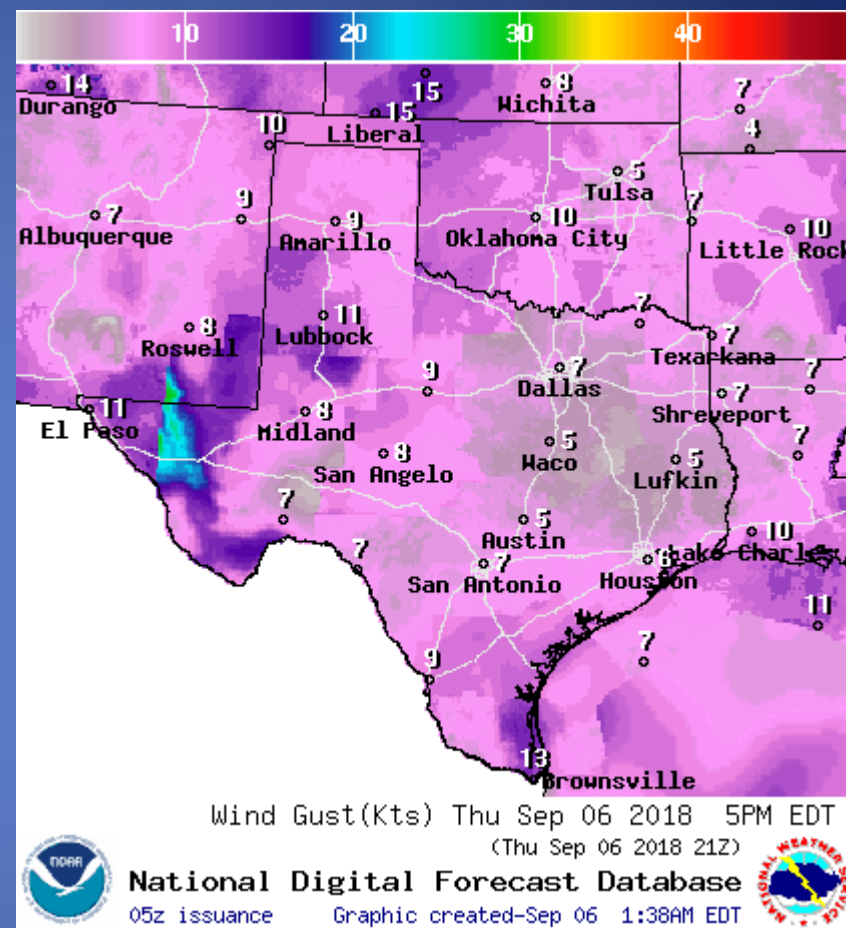 10 20 30 40
14 Durango
15
15 Liberal
8 Wichita
7
4
10
5 Tulsa
7 Albuquerque
9
9 Amarillo
10 Oklahoma City
7
10 Little Rock
8 Roswell
11 Lubbock
7
7 Texarkana
11 El Paso
8 Midland
9
7 Dallas
7 Shreveport
7
8 San Angelo
5 Waco
5 Lufkin
7
7
5 Austin
10 Lake Charles
7
7 San Antonio
Houston
11
9
7
13 Brownsville
Wind Gust(Kts) Thu Sep 06 2018 5PM EDT
(Thu Sep 06 2018 21Z)
NOAA
National Digital Forecast Database
05z issuance Graphic created-Sep 06 1:38AM EDT
NATIONAL WEATHER SERVICE